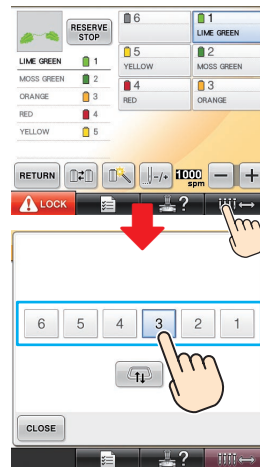 RESERVE STOP
LIME GREEN 1
MOSS GREEN 2
ORANGE 3
RED 4
YELLOW 5
6
1 LIME GREEN
5 YELLOW
2 MOSS GREEN
4 RED
3 ORANGE
RETURN
-/+
1000 spm
- +
LOCK
?
6 5 4 3 2 1
CLOSE
?